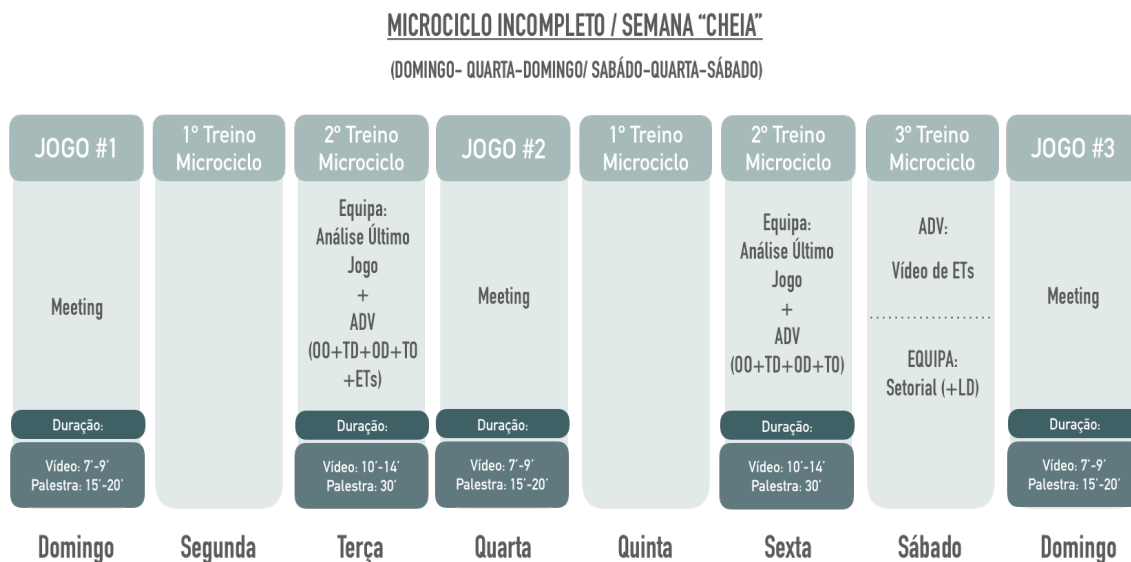 MICROCICLO INCOMPLETO / SEMANA “CHEIA”
(DOMINGO- QUARTA-DOMINGO/ SABÁDO-QUARTA-SÁBADO)
JOGO #1
Meeting
Duração:
Vídeo: 7'-9'
Palestra: 15'-20'
Domingo
1º Treino
Microciclo
Segunda
2º Treino
Microciclo
Equipa:
Análise Último
Jogo
+
ADV
(OO+TD+OD+TO
+ETs)
Duração:
Vídeo: 10'-14'
Palestra: 30'
Terça
JOGO #2
Meeting
Duração:
Vídeo: 7'-9'
Palestra: 15'-20'
Quarta
1º Treino
Microciclo
Quinta
2º Treino
Microciclo
Equipa:
Análise Último
Jogo
+
ADV
(OO+TD+OD+TO)
Duração:
Vídeo: 10'-14'
Palestra: 30'
Sexta
3º Treino
Microciclo
ADV:
Vídeo de ETs
EQUIPA:
Setorial (+LD)
Sábado
JOGO #3
Meeting
Duração:
Vídeo: 7'-9'
Palestra: 15'-20'
Domingo